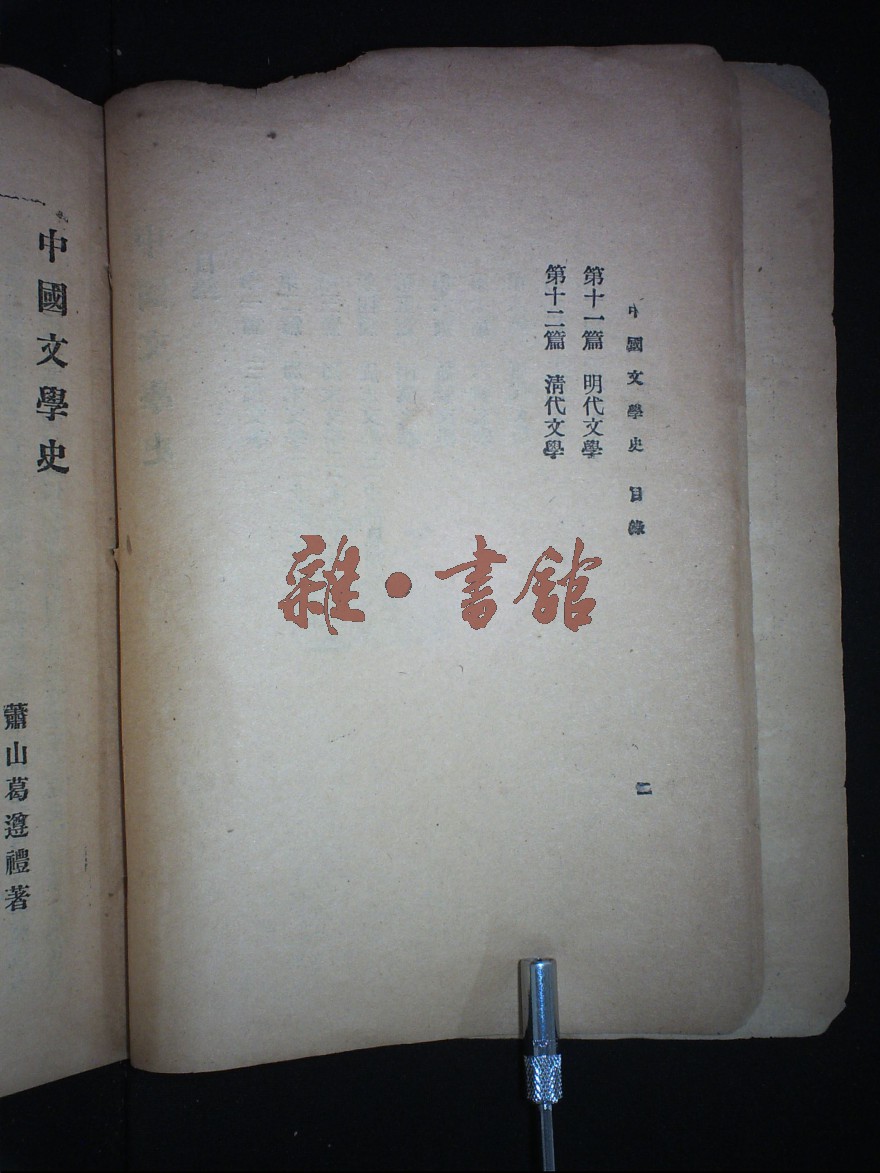 中國文學史 目錄 二
第十一篇 明代文學
第十二篇 清代文學
中國文學史
蕭山葛遵禮著
雜•書館